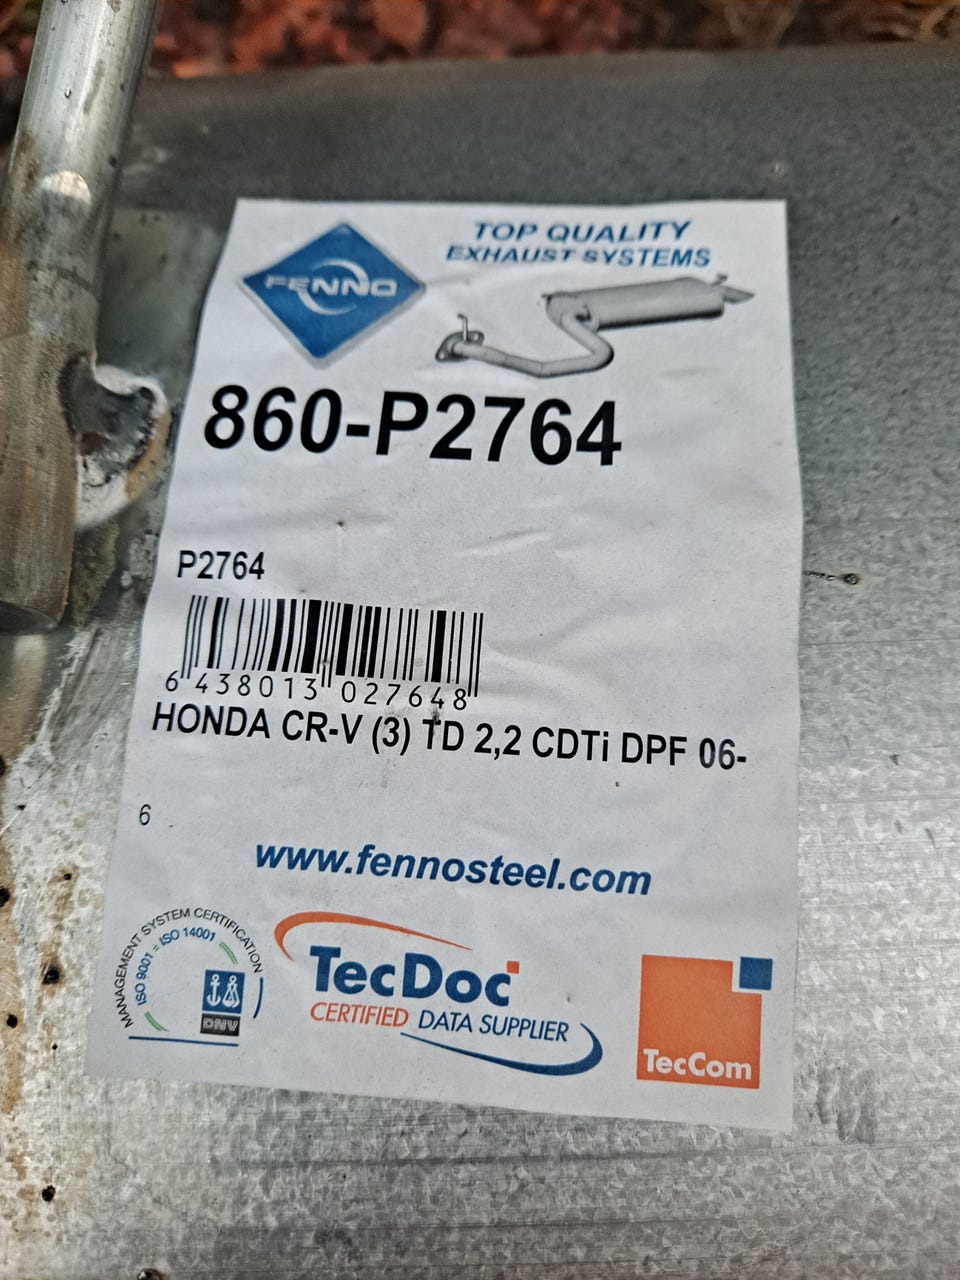 FENNO
TOP QUALITY
EXHAUST SYSTEMS
860-P2764
P2764
6 438013 027648
HONDA CR-V (3) TD 2,2 CDTi DPF 06-
6
www.fennosteel.com
MANAGEMENT SYSTEM CERTIFICATION
ISO 9001 = ISO 14001
DNV
TecDoc
CERTIFIED DATA SUPPLIER
TecCom